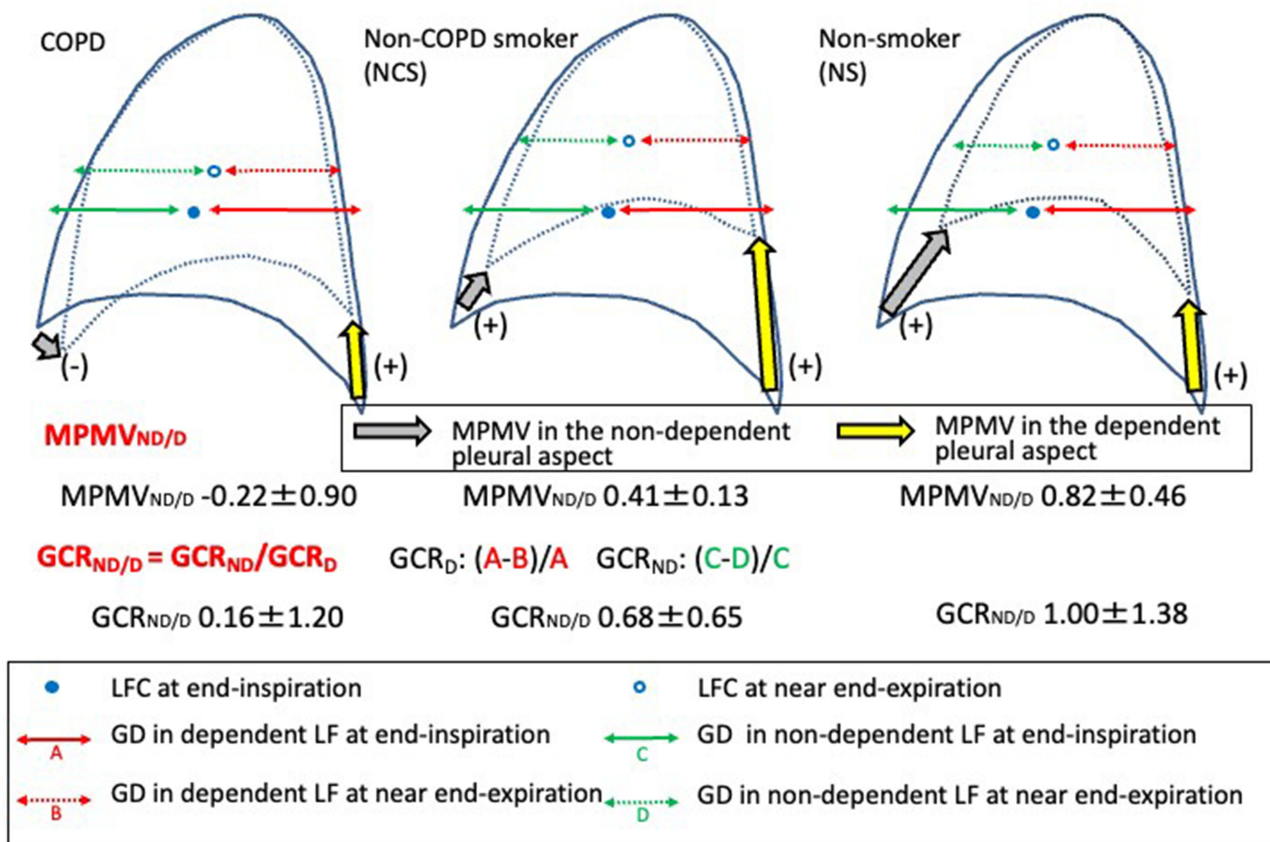 COPD
Non-COPD smoker
(NCS)
Non-smoker
(NS)
(-)
(+)
(+)
(+)
(+)
(+)
MPMVND/D
MPMV in the non-dependent
pleural aspect
MPMV in the dependent
pleural aspect
MPMVND/D -0.22±0.90
MPMVND/D 0.41±0.13
MPMVND/D 0.82±0.46
GCRND/D = GCRND/GCRD
GCRD: (A-B)/A
GCRND: (C-D)/C
GCRND/D 0.16±1.20
GCRND/D 0.68±0.65
GCRND/D 1.00±1.38
LFC at end-inspiration
LFC at near end-expiration
A
GD in dependent LF at end-inspiration
C
GD in non-dependent LF at end-inspiration
B
GD in dependent LF at near end-expiration
D
GD in non-dependent LF at near end-expiration